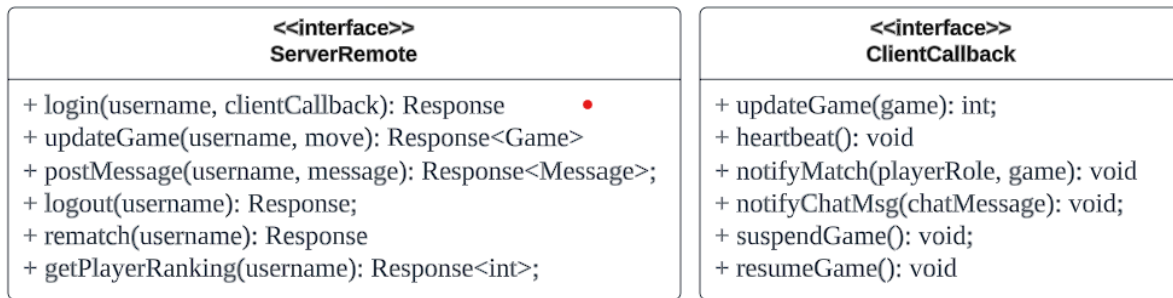 <<interface>>
ServerRemote
+ login(username, clientCallback): Response
+ updateGame(username, move): Response<Game>
+ postMessage(username, message): Response<Message>;
+ logout(username): Response;
+ rematch(username): Response
+ getPlayerRanking(username): Response<int>;
<<interface>>
ClientCallback
+ updateGame(game): int;
+ heartbeat(): void
+ notifyMatch(playerRole, game): void
+ notifyChatMsg(chatMessage): void;
+ suspendGame(): void;
+ resumeGame(): void